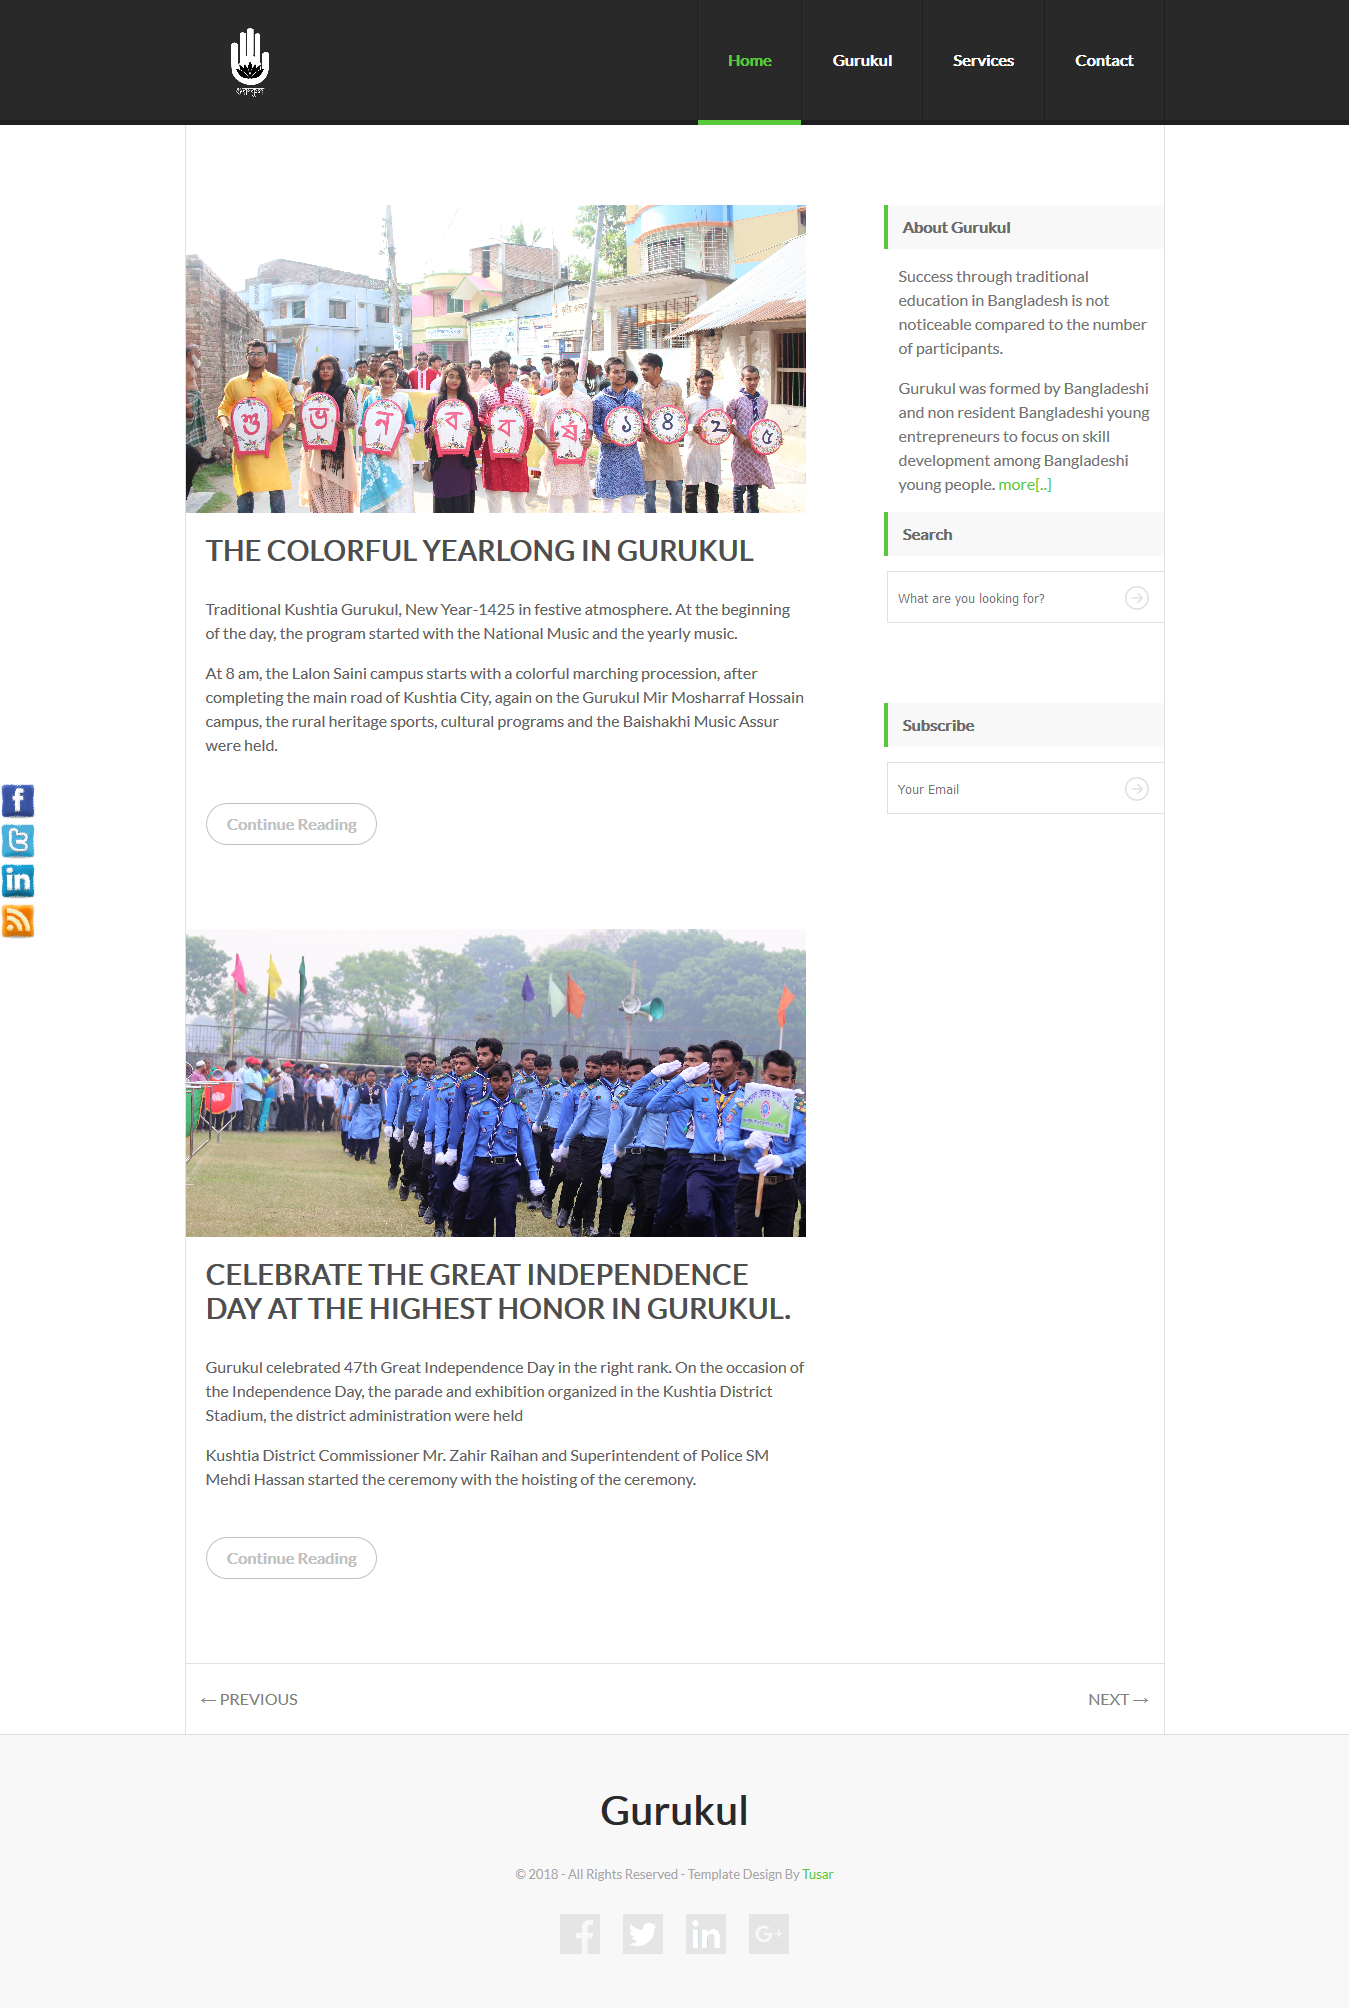 গুরুকুল
Home
Gurukul
Services
Contact
শু ভ ন ব ব র্ষ ১ ৪ ২ ৫
THE COLORFUL YEARLONG IN GURUKUL
Traditional Kushtia Gurukul, New Year-1425 in festive atmosphere. At the beginning
of the day, the program started with the National Music and the yearly music.
At 8 am, the Lalon Saini campus starts with a colorful marching procession, after
completing the main road of Kushtia City, again on the Gurukul Mir Mosharraf Hossain
campus, the rural heritage sports, cultural programs and the Baishakhi Music Assur
were held.
Continue Reading
CELEBRATE THE GREAT INDEPENDENCE
DAY AT THE HIGHEST HONOR IN GURUKUL.
Gurukul celebrated 47th Great Independence Day in the right rank. On the occasion of
the Independence Day, the parade and exhibition organized in the Kushtia District
Stadium, the district administration were held
Kushtia District Commissioner Mr. Zahir Raihan and Superintendent of Police SM
Mehdi Hassan started the ceremony with the hoisting of the ceremony.
Continue Reading
About Gurukul
Success through traditional
education in Bangladesh is not
noticeable compared to the number
of participants.
Gurukul was formed by Bangladeshi
and non resident Bangladeshi young
entrepreneurs to focus on skill
development among Bangladeshi
young people. more[..]
Search
What are you looking for?
Subscribe
Your Email
← PREVIOUS
NEXT →
Gurukul
© 2018 - All Rights Reserved - Template Design By Tusar